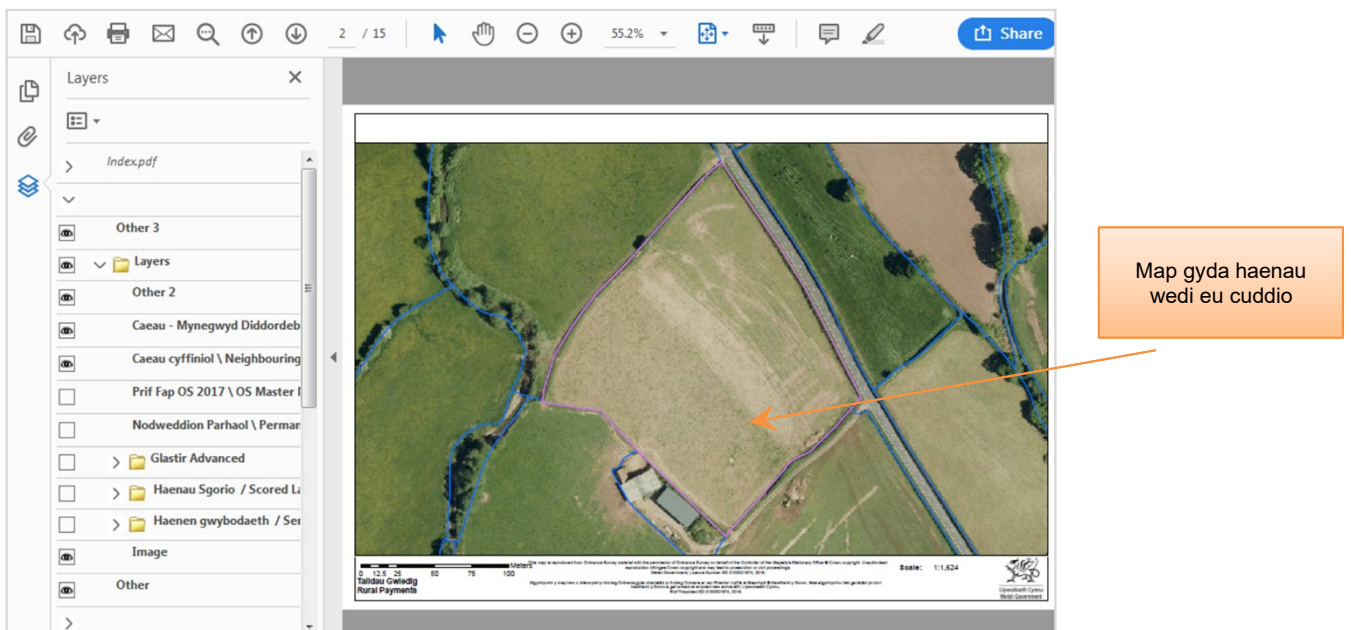 2 / 15
55.2%
Share
Layers
Index.pdf
Other 3
Layers
Other 2
Caeau - Mynegwyd Diddordeb
Caeau cyffiniol \ Neighbouring
Prif Fap OS 2017 \ OS Master
Nodweddion Parhaol \ Perman
Glastir Advanced
Haenau Sgorio / Scored La
Haenen gwybodaeth / Ser
Image
Other
Map gyda haenau
wedi eu cuddio
0 12.5 25 50 75 100 Meters
Taliadau Gwledig
Rural Payments
Scale: 1:1,624
Llywodraeth Cymru
Welsh Government